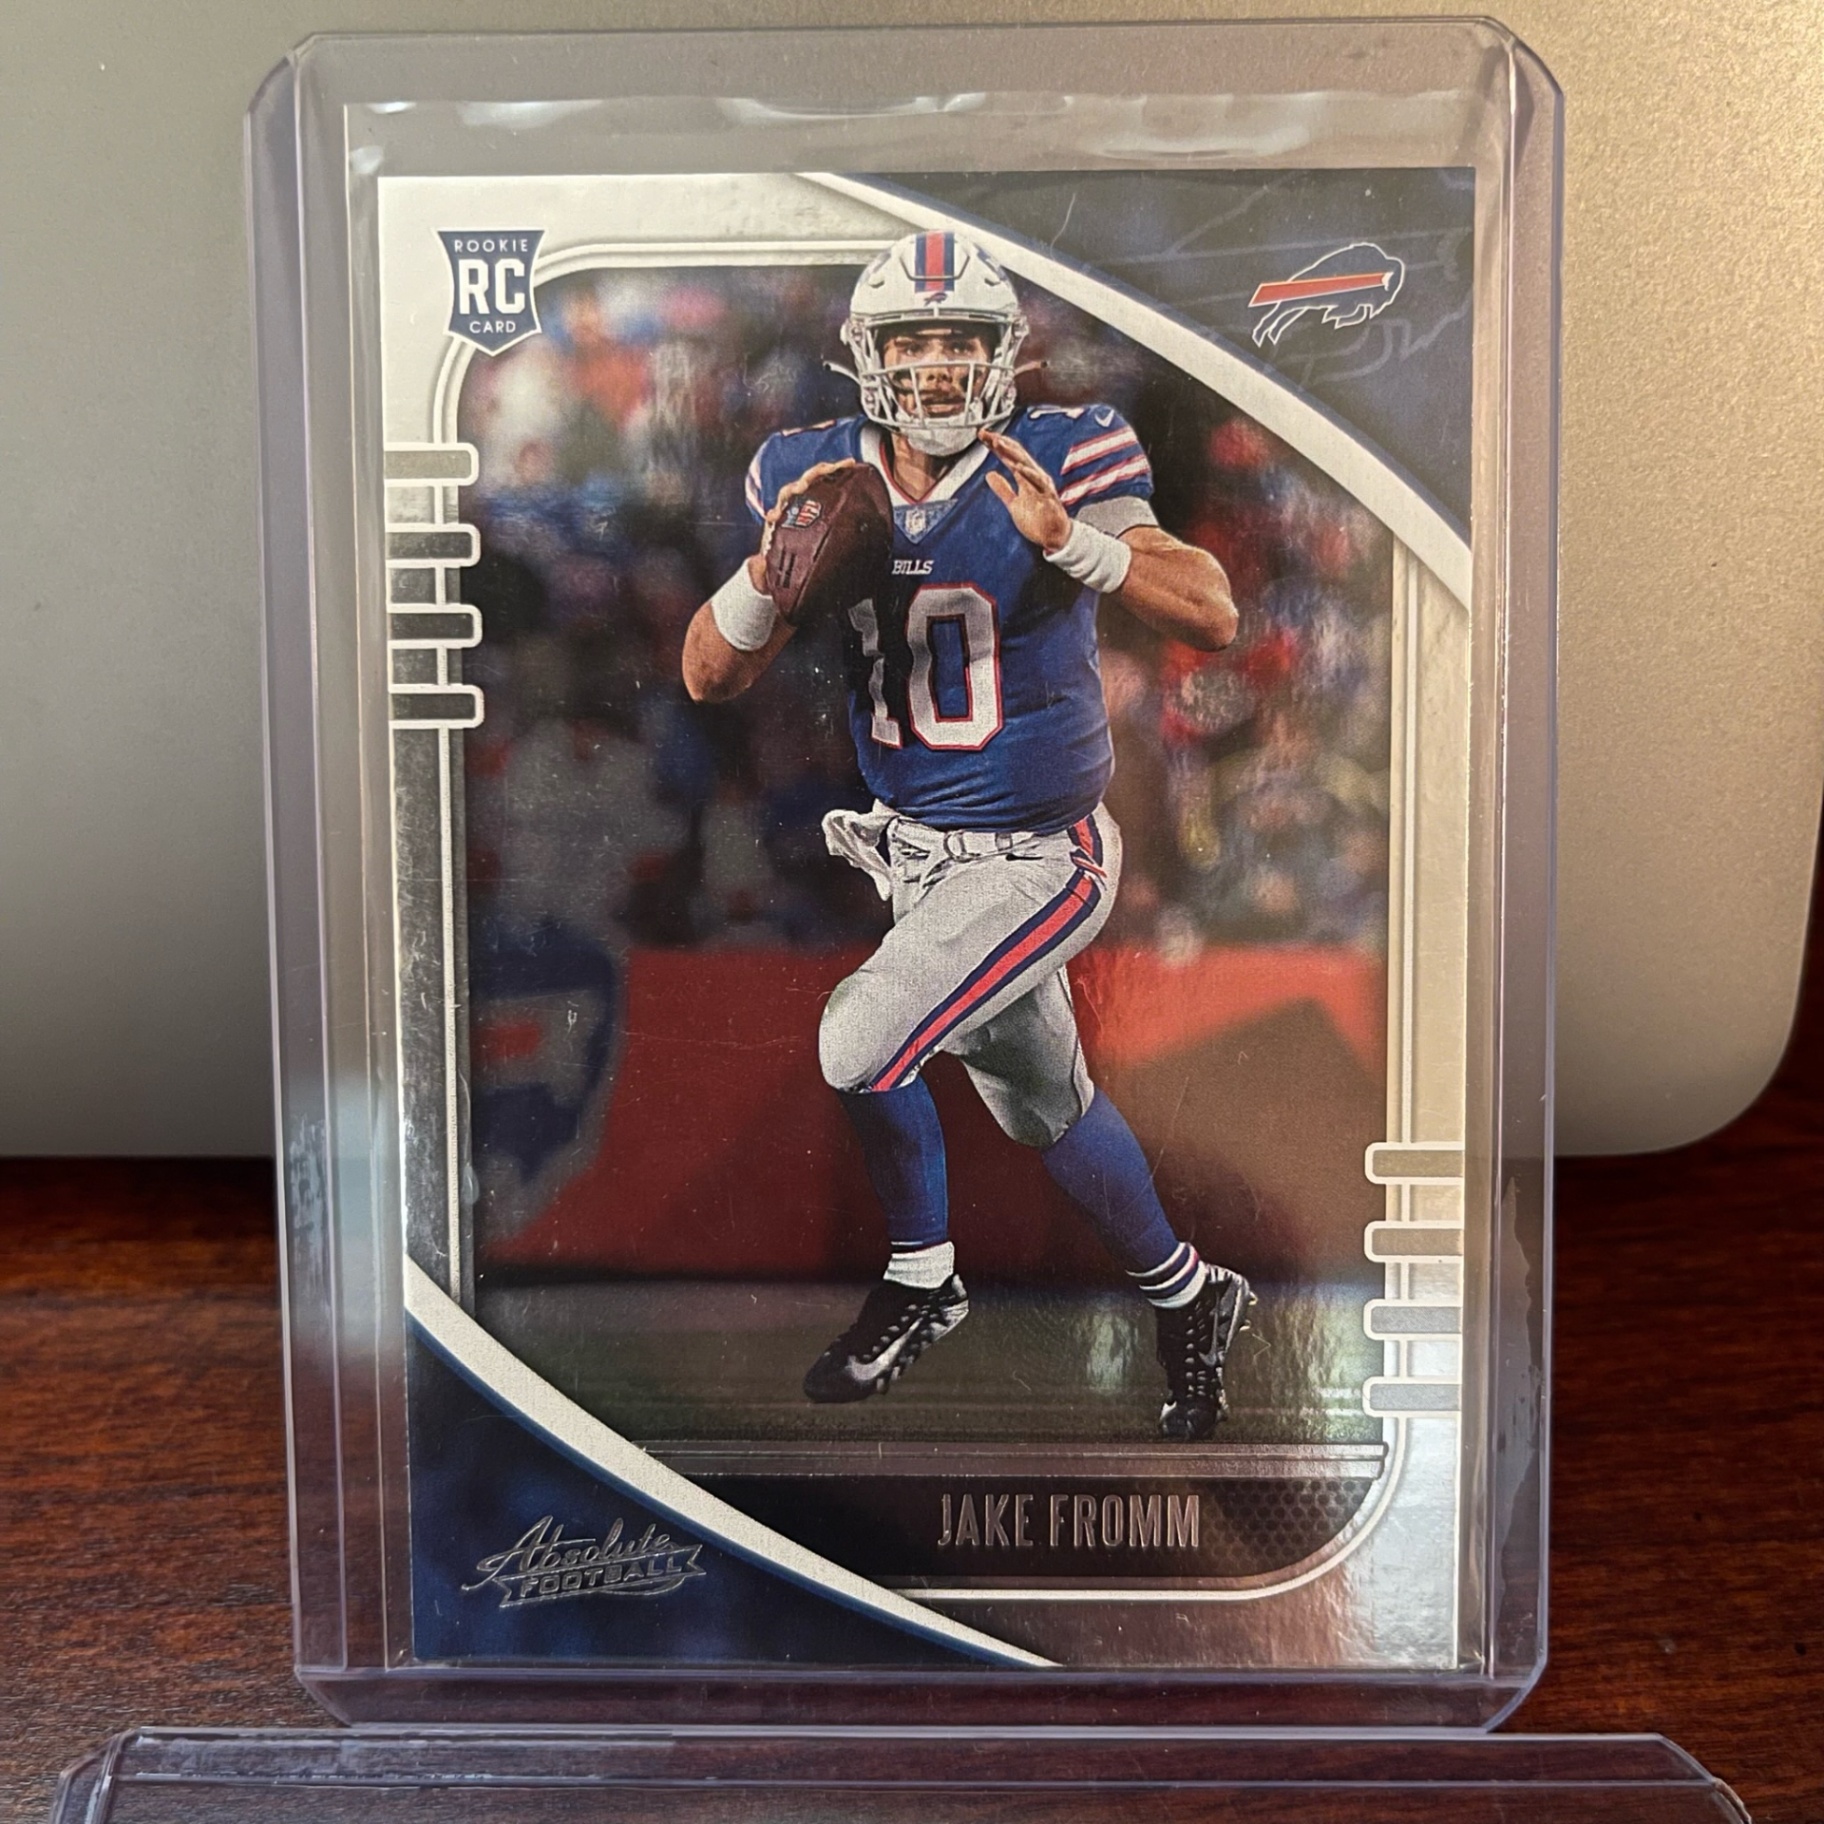 ROOKIE
RC
CARD
BILLS
10
JAKE FROMM
Absolute
FOOTBALL